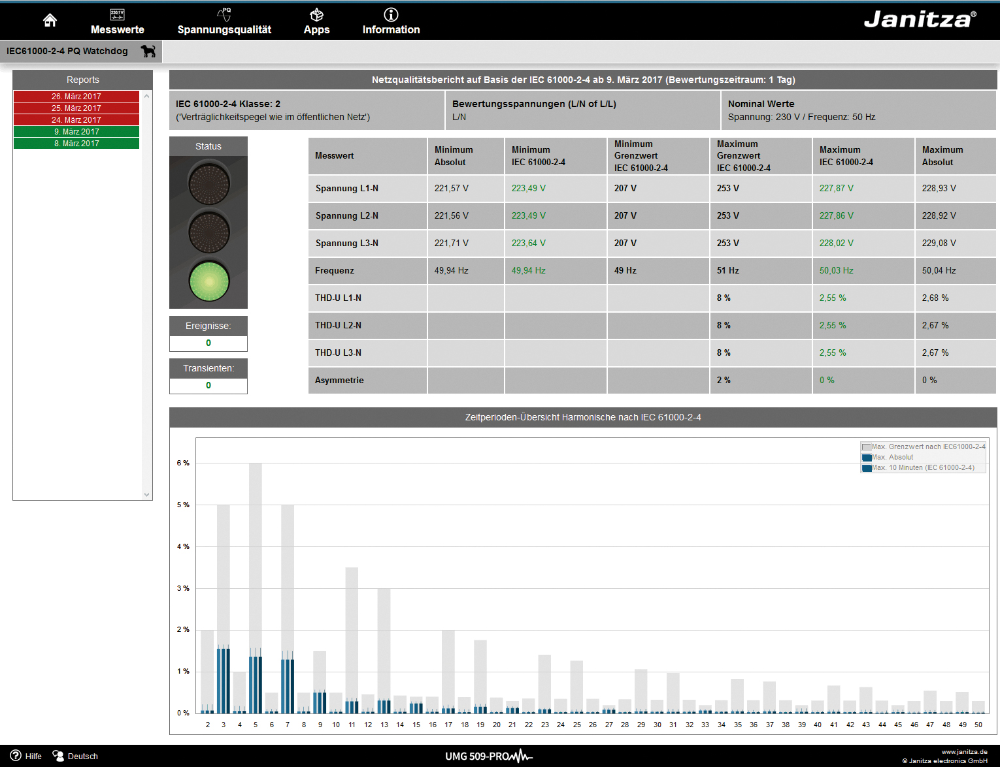 230,1V
PQ
Messwerte
Spannungsqualität
Apps
Information
Janitza®
IEC61000-2-4 PQ Watchdog
Reports
26. März 2017
25. März 2017
24. März 2017
9. März 2017
8. März 2017
Netzqualitätsbericht auf Basis der IEC 61000-2-4 ab 9. März 2017 (Bewertungszeitraum: 1 Tag)
IEC 61000-2-4 Klasse: 2
('Verträglichkeitspegel wie im öffentlichen Netz')
Bewertungsspannungen (L/N of L/L)
L/N
Nominal Werte
Spannung: 230 V / Frequenz: 50 Hz
Status
Ereignisse:
0
Transienten:
0
Messwert
Minimum
Absolut
Minimum
IEC 61000-2-4
Minimum
Grenzwert
IEC 61000-2-4
Maximum
Grenzwert
IEC 61000-2-4
Maximum
IEC 61000-2-4
Maximum
Absolut
Spannung L1-N 221,57 V 223,49 V 207 V 253 V 227,87 V 228,93 V
Spannung L2-N 221,56 V 223,49 V 207 V 253 V 227,86 V 228,92 V
Spannung L3-N 221,71 V 223,64 V 207 V 253 V 228,02 V 229,08 V
Frequenz 49,94 Hz 49,94 Hz 49 Hz 51 Hz 50,03 Hz 50,04 Hz
THD-U L1-N 8 % 2,55 % 2,68 %
THD-U L2-N 8 % 2,55 % 2,67 %
THD-U L3-N 8 % 2,55 % 2,67 %
Asymmetrie 2 % 0 % 0 %
Zeitperioden-Übersicht Harmonische nach IEC 61000-2-4
Max. Grenzwert nach IEC61000-2-4
Max. Absolut
Max. 10 Minuten (IEC 61000-2-4)
6 %
5 %
4 %
3 %
2 %
1 %
0 %
2 3 4 5 6 7 8 9 10 11 12 13 14 15 16 17 18 19 20 21 22 23 24 25 26 27 28 29 30 31 32 33 34 35 36 37 38 39 40 41 42 43 44 45 46 47 48 49 50
Hilfe
Deutsch
UMG 509-PRO
www.janitza.de
© Janitza electronics GmbH